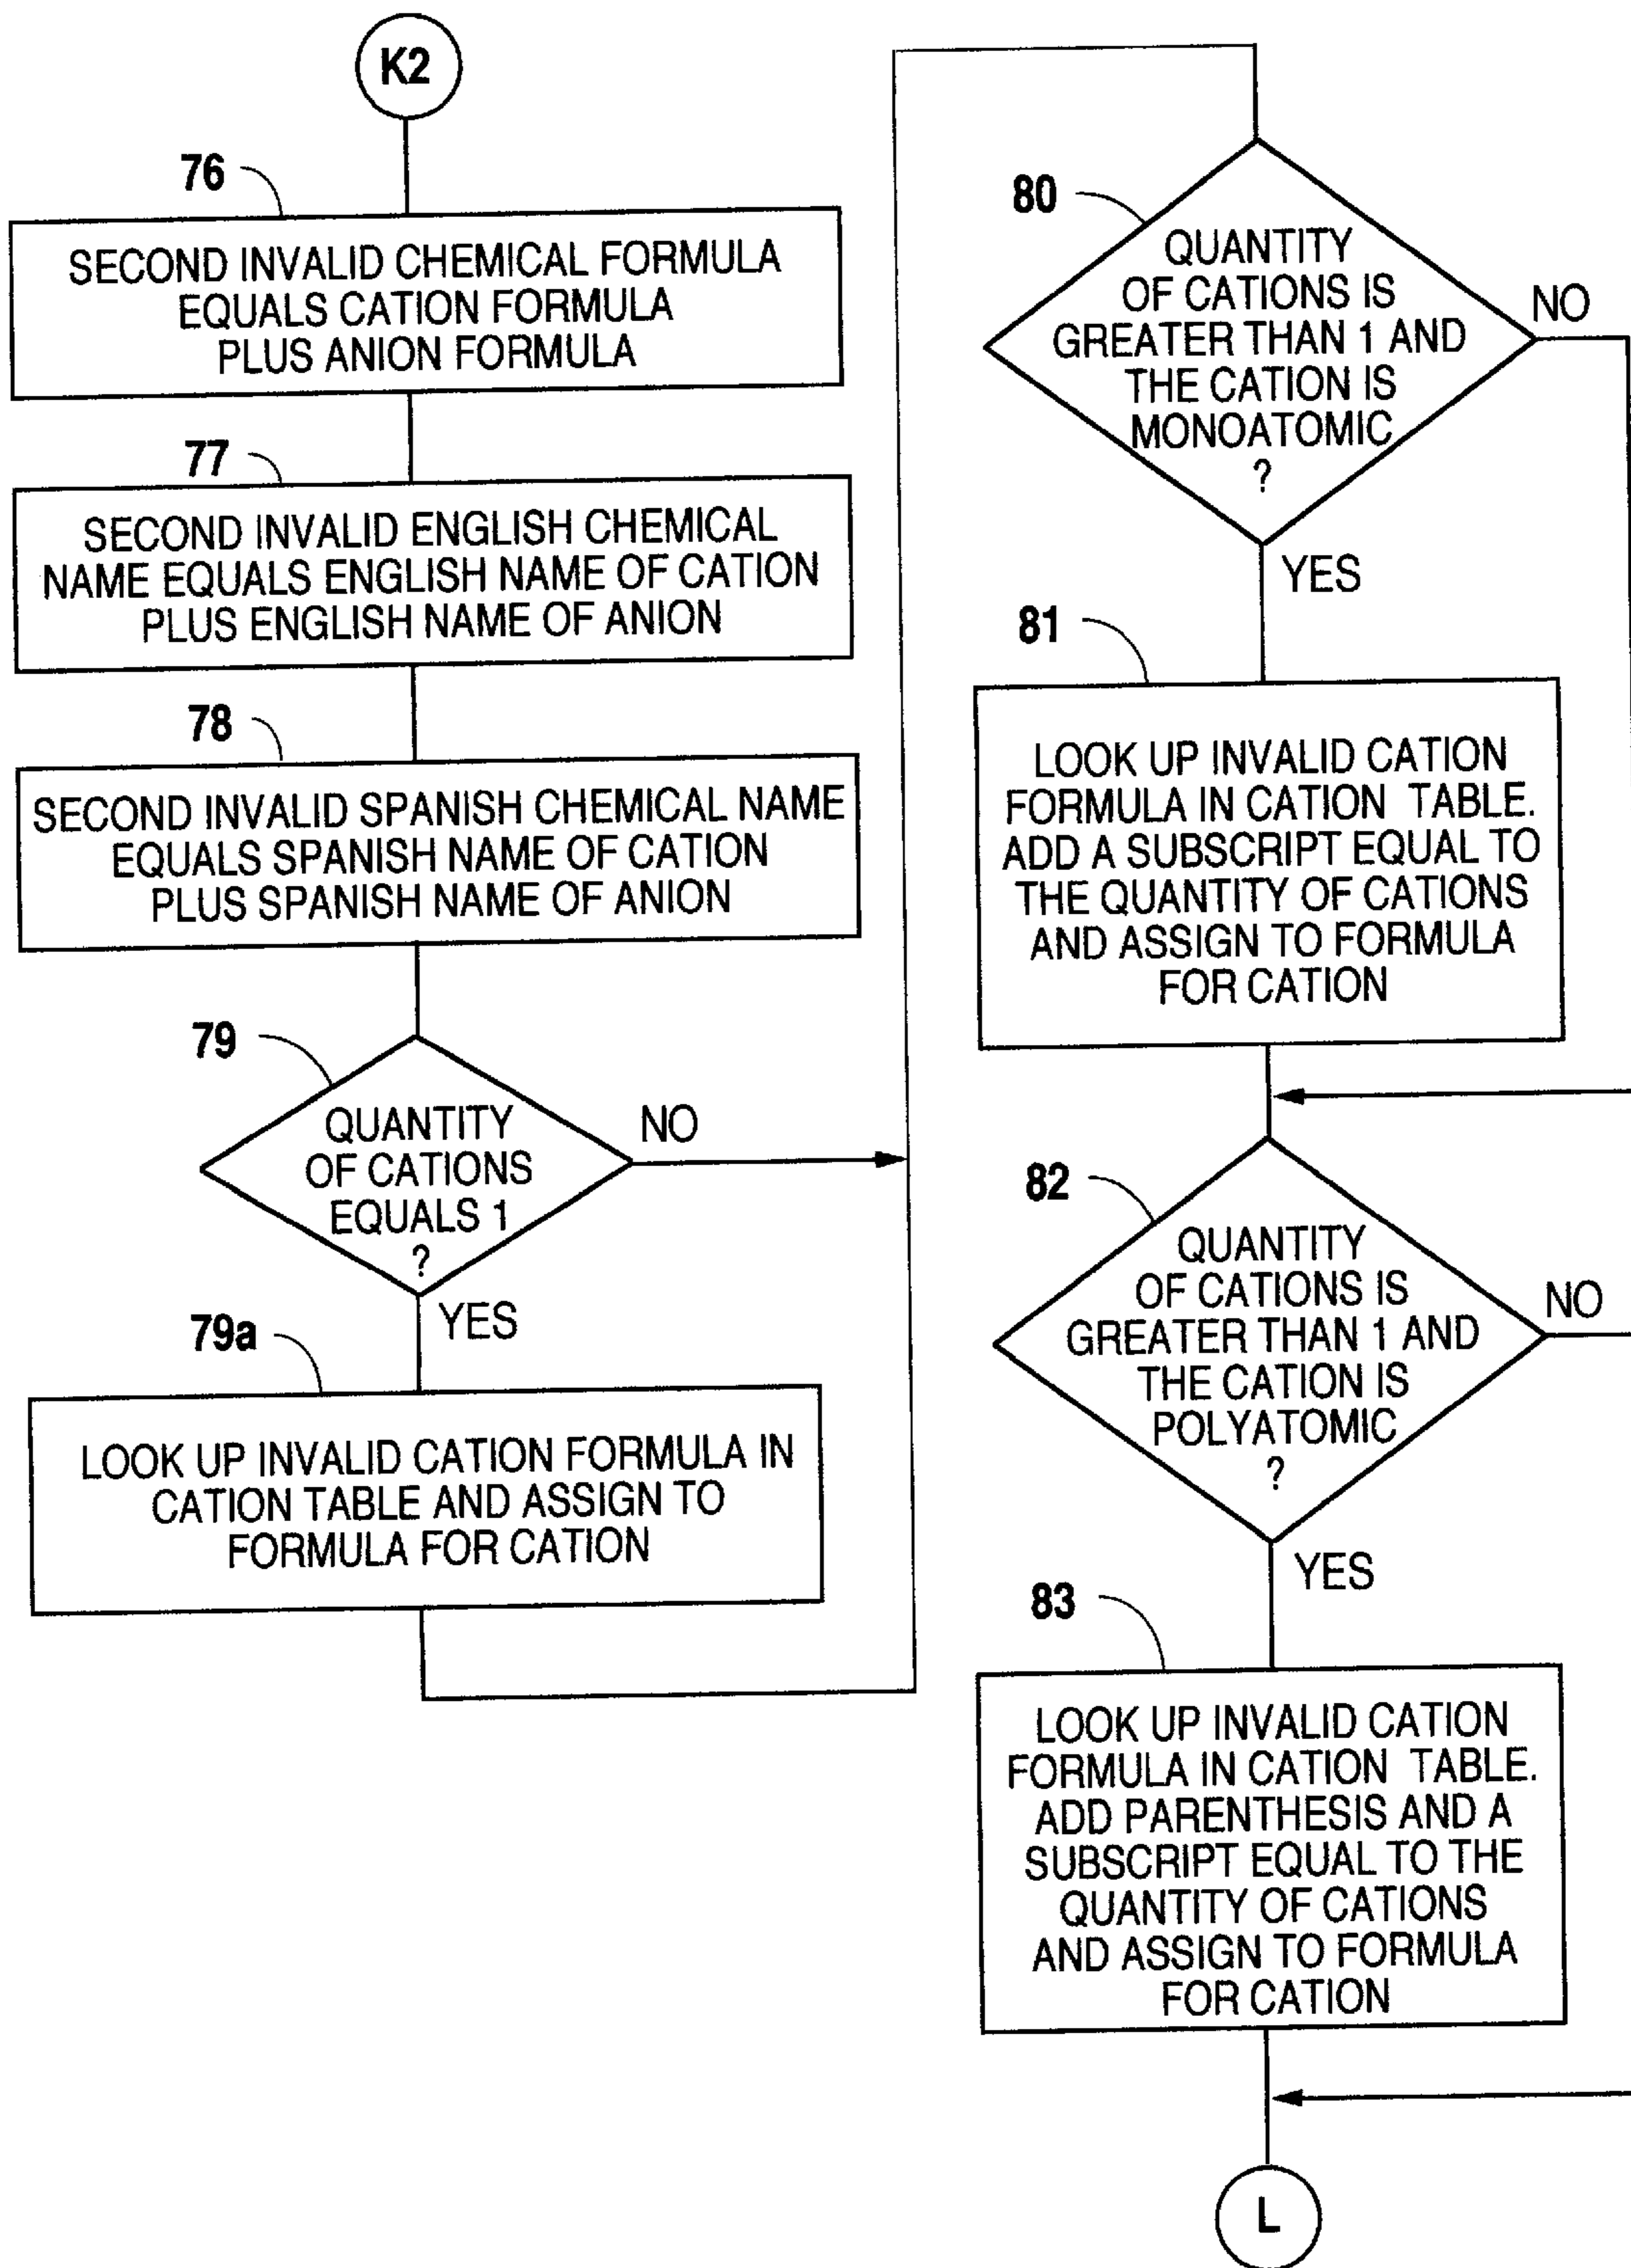 K2
76
SECOND INVALID CHEMICAL FORMULA
EQUALS CATION FORMULA
PLUS ANION FORMULA
77
SECOND INVALID ENGLISH CHEMICAL
NAME EQUALS ENGLISH NAME OF CATION
PLUS ENGLISH NAME OF ANION
78
SECOND INVALID SPANISH CHEMICAL NAME
EQUALS SPANISH NAME OF CATION
PLUS SPANISH NAME OF ANION
79
QUANTITY
OF CATIONS
EQUALS 1
?
NO
YES
79a
LOOK UP INVALID CATION FORMULA IN
CATION TABLE AND ASSIGN TO
FORMULA FOR CATION
80
QUANTITY
OF CATIONS IS
GREATER THAN 1 AND
THE CATION IS
MONOATOMIC
?
NO
YES
81
LOOK UP INVALID CATION
FORMULA IN CATION TABLE.
ADD A SUBSCRIPT EQUAL TO
THE QUANTITY OF CATIONS
AND ASSIGN TO FORMULA
FOR CATION
82
QUANTITY
OF CATIONS IS
GREATER THAN 1 AND
THE CATION IS
POLYATOMIC
?
NO
YES
83
LOOK UP INVALID CATION
FORMULA IN CATION TABLE.
ADD PARENTHESIS AND A
SUBSCRIPT EQUAL TO THE
QUANTITY OF CATIONS
AND ASSIGN TO FORMULA
FOR CATION
L